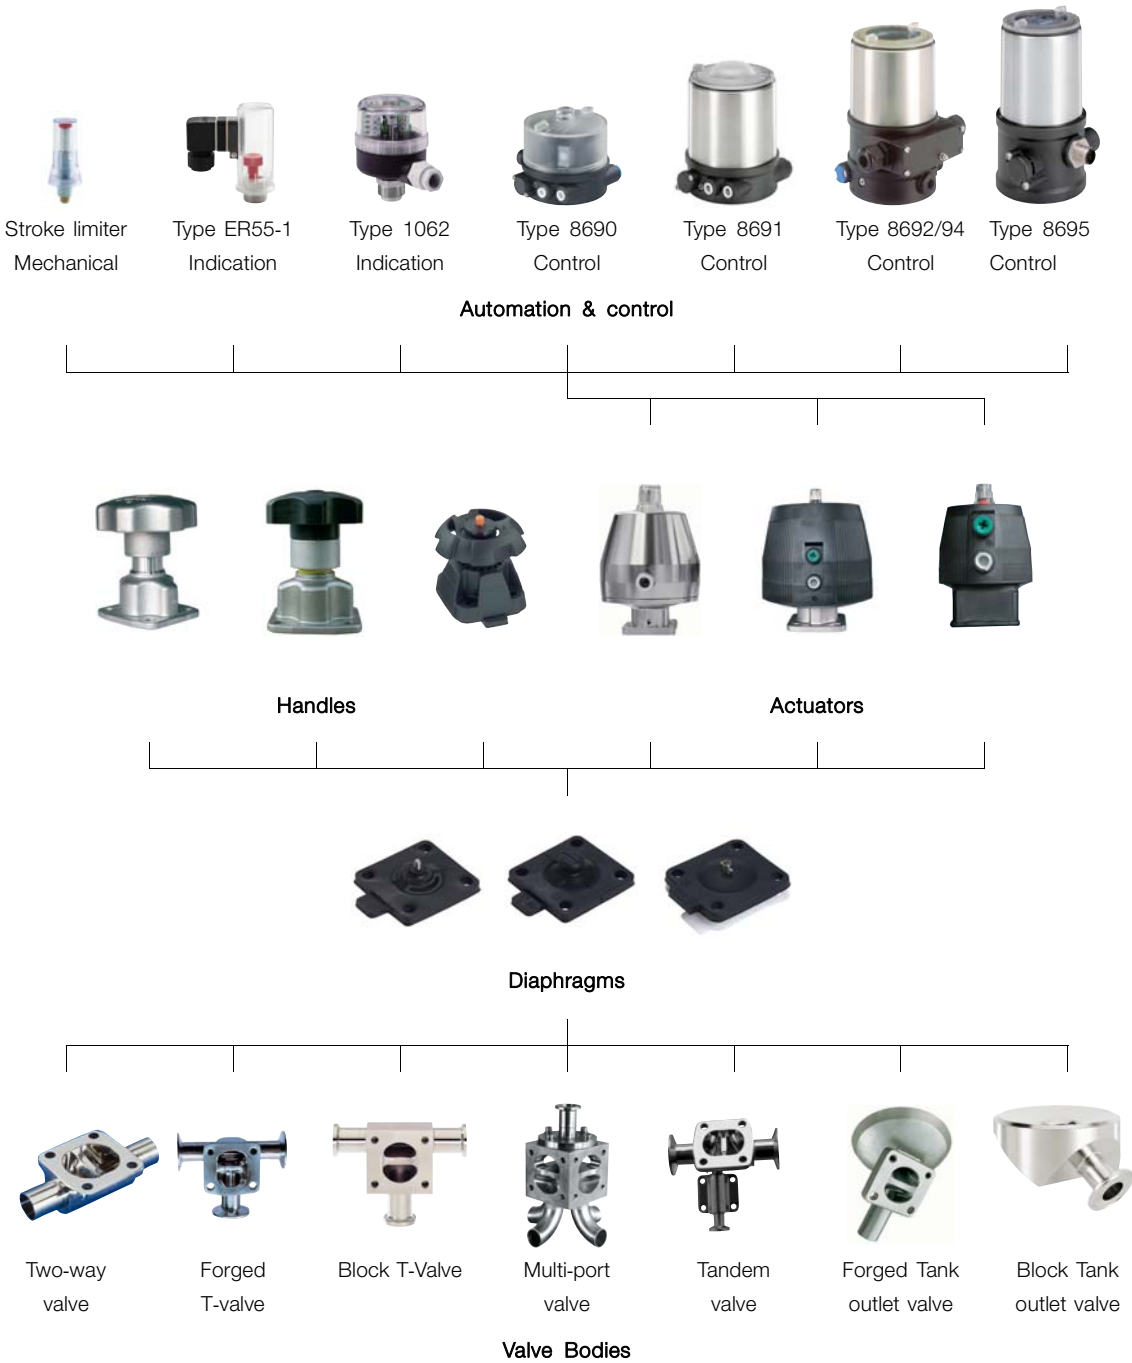 Stroke limiter
Mechanical
Type ER55-1
Indication
Type 1062
Indication
Type 8690
Control
Type 8691
Control
Type 8692/94
Control
Type 8695
Control
Automation & control
Handles
Actuators
Diaphragms
Two-way
valve
Forged
T-valve
Block T-Valve
Multi-port
valve
Tandem
valve
Forged Tank
outlet valve
Block Tank
outlet valve
Valve Bodies